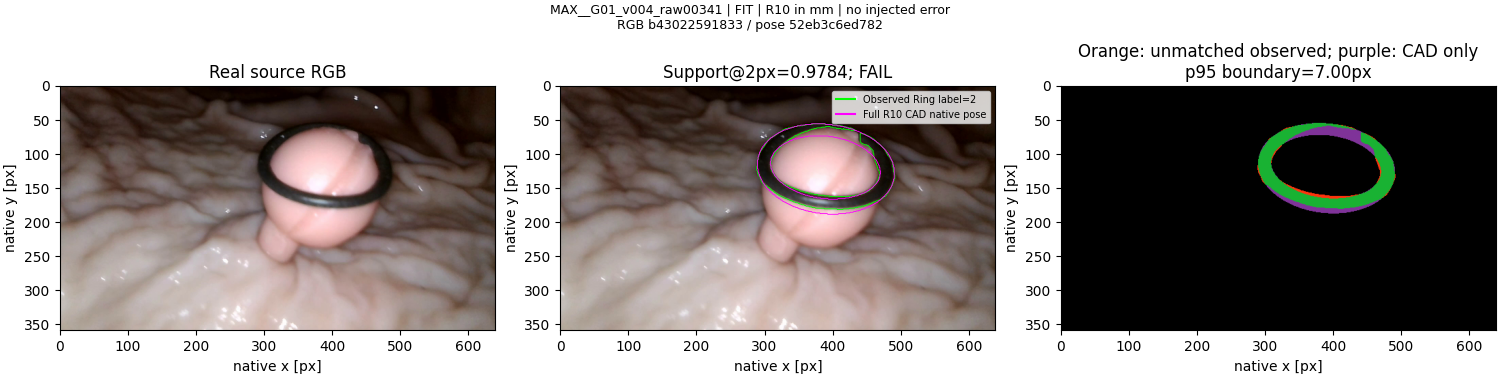 MAX__G01_v004_raw00341 | FIT | R10 in mm | no injected error
RGB b43022591833 / pose 52eb3c6ed782
Real source RGB
0
50
100
150
200
250
300
350
native y [px]
0 100 200 300 400 500 600
native x [px]
Support@2px=0.9784; FAIL
Observed Ring label=2
Full R10 CAD native pose
0
50
100
150
200
250
300
350
native y [px]
0 100 200 300 400 500 600
native x [px]
Orange: unmatched observed; purple: CAD only
p95 boundary=7.00px
0
50
100
150
200
250
300
350
native y [px]
0 100 200 300 400 500 600
native x [px]